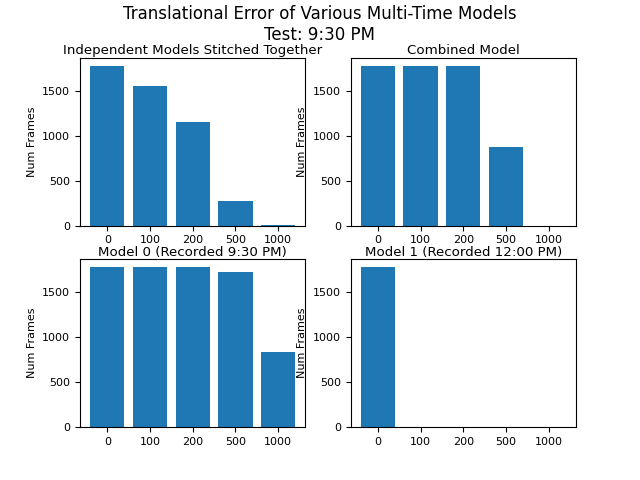 Translational Error of Various Multi-Time Models
Test: 9:30 PM
Independent Models Stitched Together
Num Frames
1500
1000
500
0
0 100 200 500 1000
Combined Model
Num Frames
1500
1000
500
0
0 100 200 500 1000
Model 0 (Recorded 9:30 PM)
Num Frames
1500
1000
500
0
0 100 200 500 1000
Model 1 (Recorded 12:00 PM)
Num Frames
1500
1000
500
0
0 100 200 500 1000